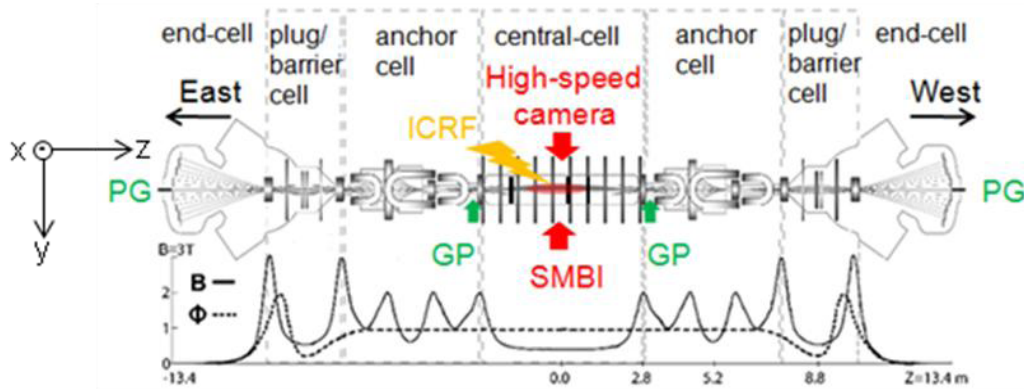 end-cell
plug/
barrier
cell
anchor
cell
central-cell
anchor
cell
plug/
barrier
cell
end-cell
East
High-speed
camera
West
ICRF
X
Z
y
PG
PG
GP
GP
SMBI
B=3T
B
Φ
2
1
0
-13.4
0.0
2.8
5.2
8.8
Z=13.4 m